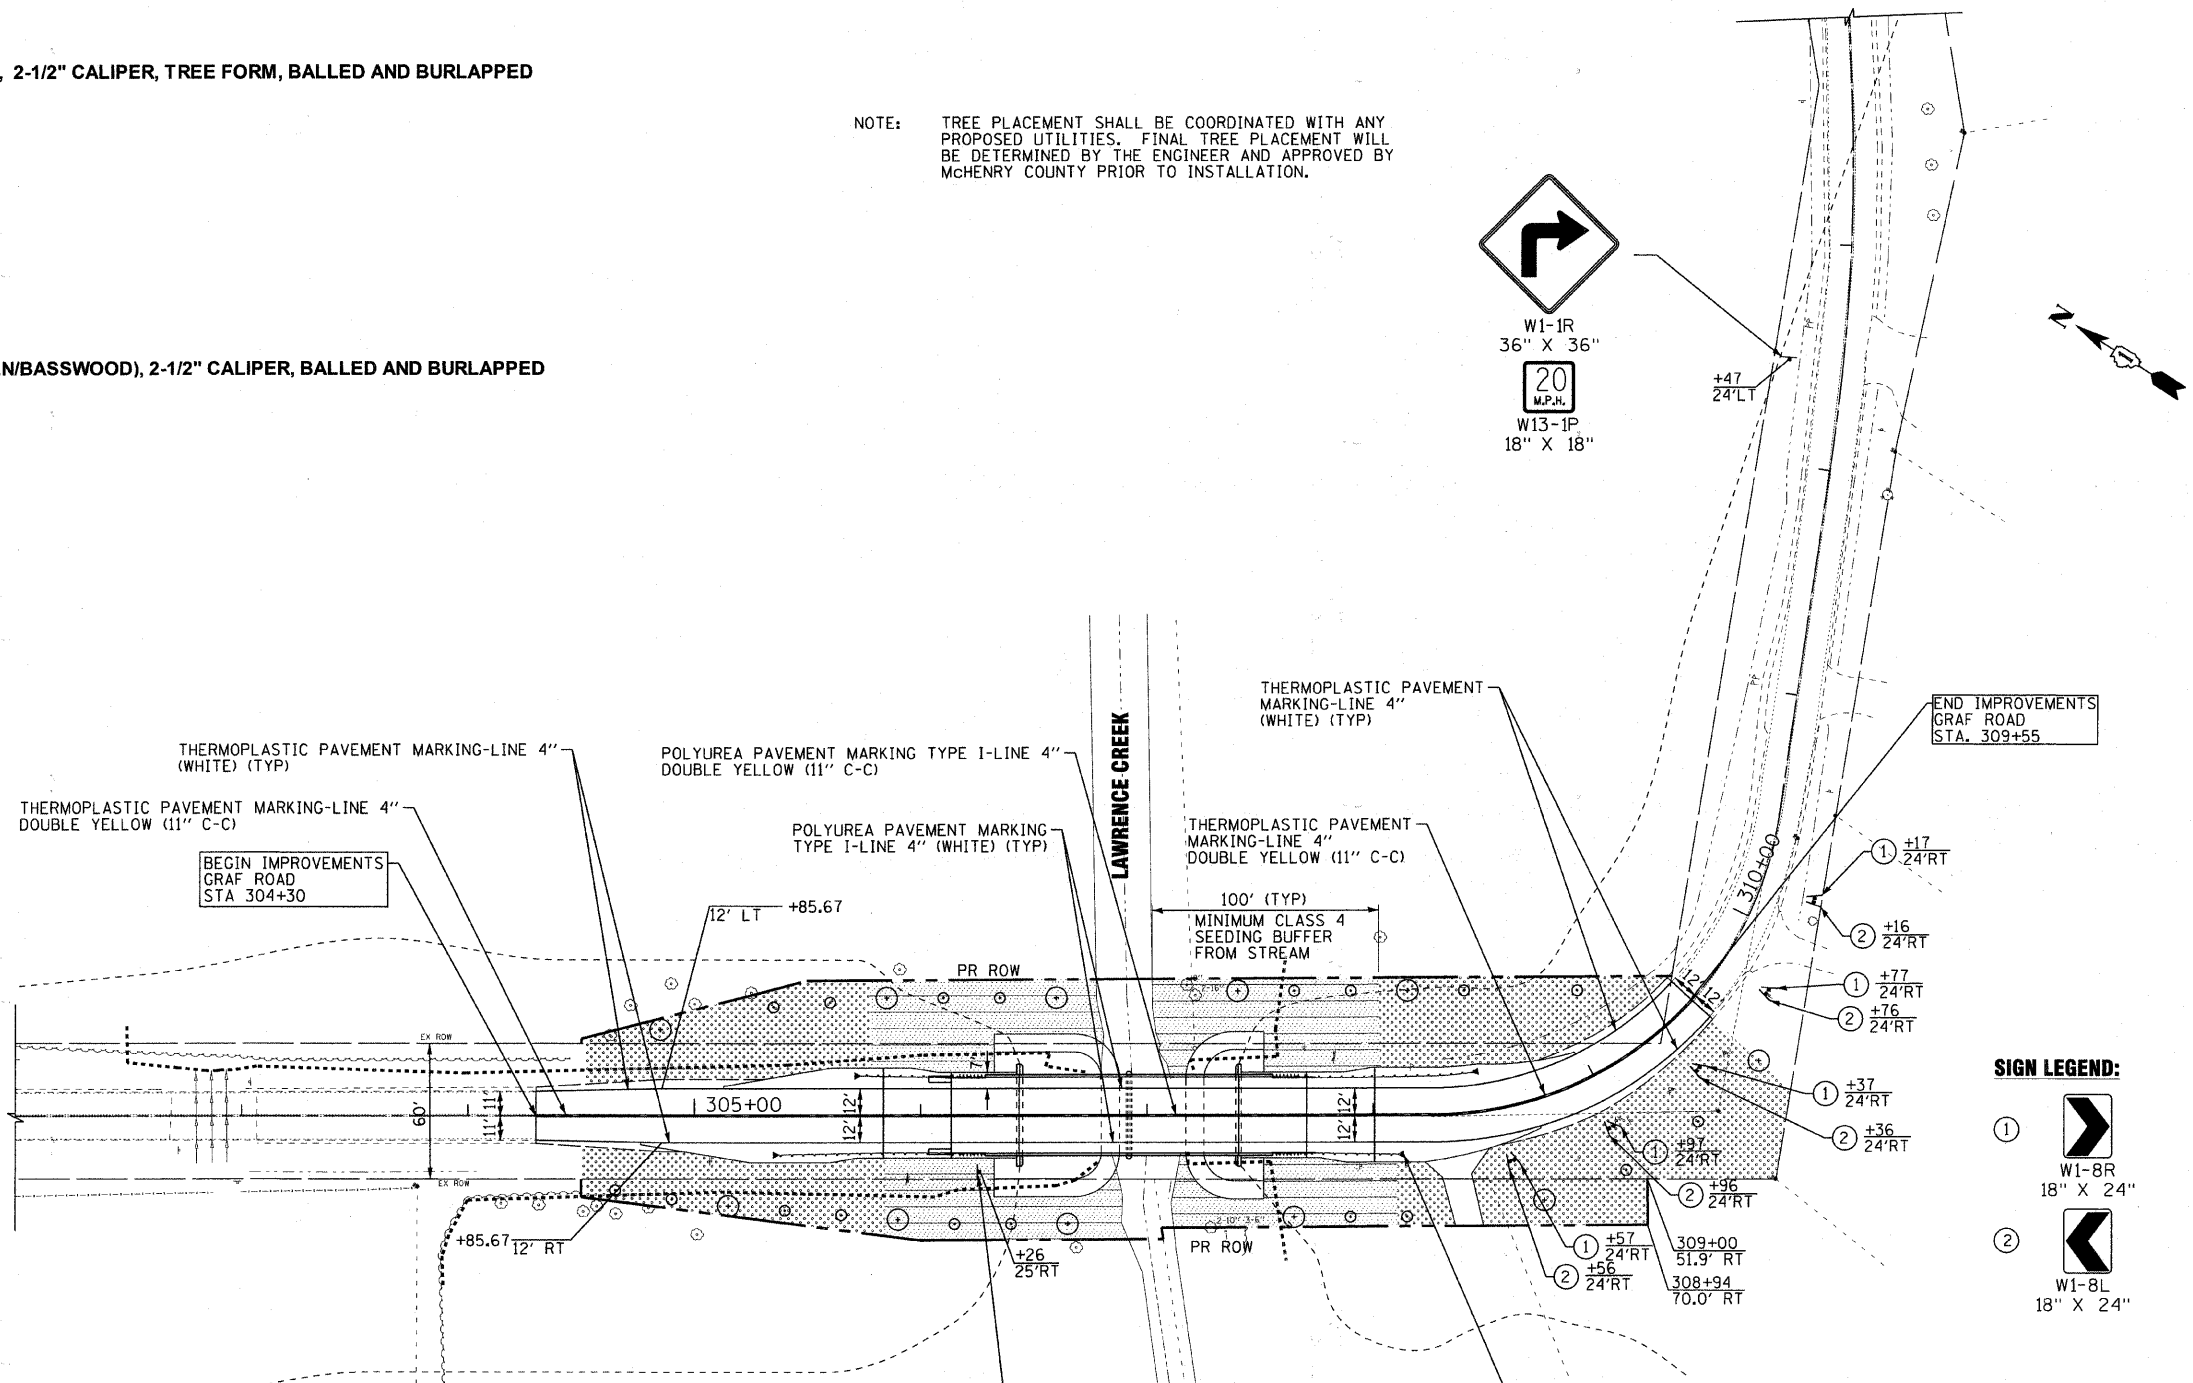 , 2-1/2" CALIPER, TREE FORM, BALLED AND BURLAPPED
NOTE: TREE PLACEMENT SHALL BE COORDINATED WITH ANY
PROPOSED UTILITIES. FINAL TREE PLACEMENT WILL
BE DETERMINED BY THE ENGINEER AND APPROVED BY
McHENRY COUNTY PRIOR TO INSTALLATION.
W1-1R
36" X 36"
20
M.P.H.
W13-1P
18" X 18"
+47
24'LT
N
1
N/BASSWOOD), 2-1/2" CALIPER, BALLED AND BURLAPPED
THERMOPLASTIC PAVEMENT MARKING-LINE 4"
(WHITE) (TYP)
THERMOPLASTIC PAVEMENT MARKING-LINE 4"
DOUBLE YELLOW (11" C-C)
BEGIN IMPROVEMENTS
GRAF ROAD
STA 304+30
POLYUREA PAVEMENT MARKING TYPE I-LINE 4"
DOUBLE YELLOW (11" C-C)
POLYUREA PAVEMENT MARKING
TYPE I-LINE 4" (WHITE) (TYP)
12' LT +85.67
LAWRENCE CREEK
THERMOPLASTIC PAVEMENT
MARKING-LINE 4"
(WHITE) (TYP)
THERMOPLASTIC PAVEMENT
MARKING-LINE 4"
DOUBLE YELLOW (11" C-C)
100' (TYP)
MINIMUM CLASS 4
SEEDING BUFFER
FROM STREAM
END IMPROVEMENTS
GRAF ROAD
STA. 309+55
310+00
1 +17
24'RT
2 +16
24'RT
1 +77
24'RT
2 +76
24'RT
1 +37
24'RT
2 +36
24'RT
1 +97
24'RT
2 +96
24'RT
1 +57
24'RT
2 +56
24'RT
309+00
51.9' RT
308+94
70.0' RT
PR ROW
EX ROW
60'
11' 11'
305+00
12' 12'
7'
12' 12'
12' 12'
EX ROW
+85.67 12' RT
+26
25'RT
PR ROW
SIGN LEGEND:
1
W1-8R
18" X 24"
2
W1-8L
18" X 24"